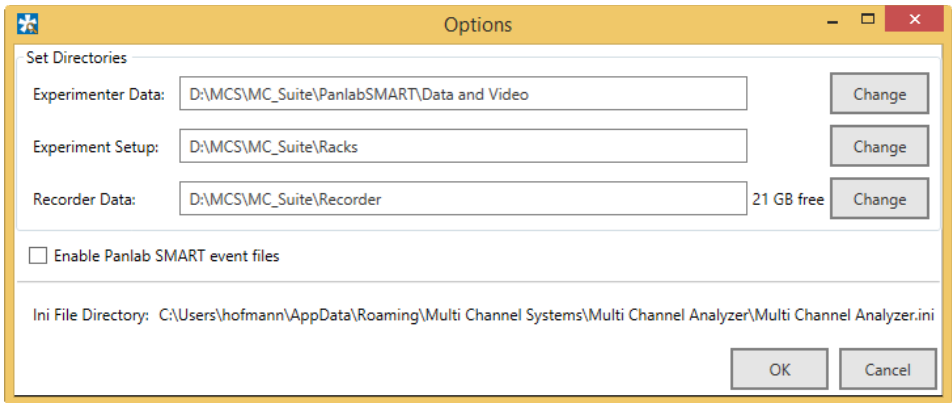 Options
Set Directories
Experimenter Data: D:\MCS\MC_Suite\PanlabSMART\Data and Video Change
Experiment Setup: D:\MCS\MC_Suite\Racks Change
Recorder Data: D:\MCS\MC_Suite\Recorder 21 GB free Change
Enable Panlab SMART event files
Ini File Directory: C:\Users\hofmann\AppData\Roaming\Multi Channel Systems\Multi Channel Analyzer\Multi Channel Analyzer.ini
OK Cancel